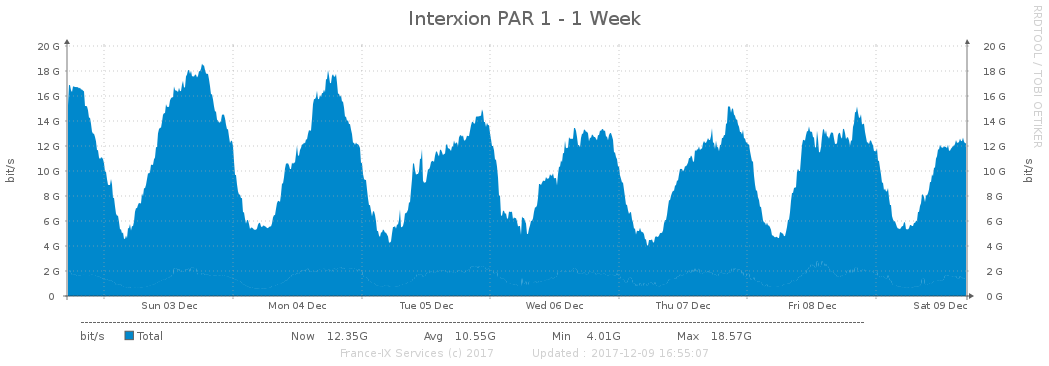 Interxion PAR 1 - 1 Week
RRDTOOL / TOBI OETIKER
bit/s
20 G
18 G
16 G
14 G
12 G
10 G
8 G
6 G
4 G
2 G
0
20 G
18 G
16 G
14 G
12 G
10 G
8 G
6 G
4 G
2 G
0 G
bit/s
Sun 03 Dec Mon 04 Dec Tue 05 Dec Wed 06 Dec Thu 07 Dec Fri 08 Dec Sat 09 Dec
bit/s Total Now 12.35G Avg 10.55G Min 4.01G Max 18.57G
France-IX Services (c) 2017 Updated : 2017-12-09 16:55:07